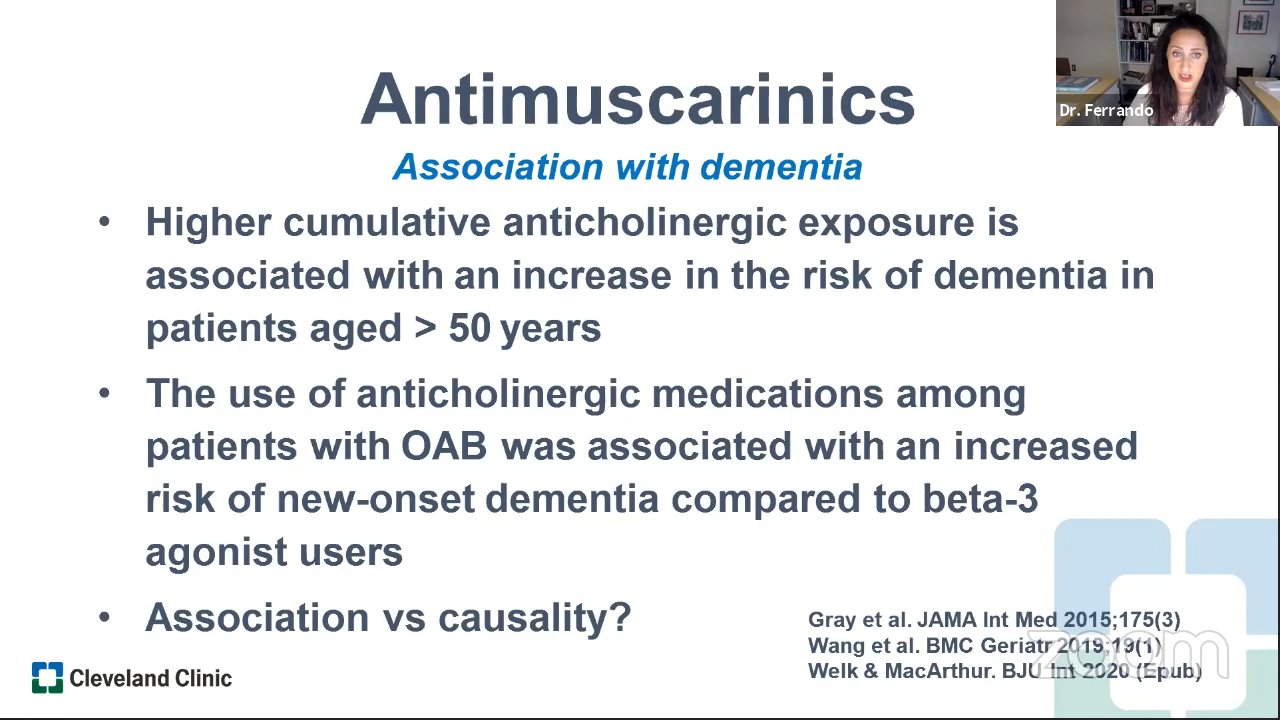 Antimuscarinics
Association with dementia
• Higher cumulative anticholinergic exposure is
associated with an increase in the risk of dementia in
patients aged > 50 years
• The use of anticholinergic medications among
patients with OAB was associated with an increased
risk of new-onset dementia compared to beta-3
agonist users
• Association vs causality?
Gray et al. JAMA Int Med 2015;175(3)
Wang et al. BMC Geriatr 2019;19(1)
Welk & MacArthur. BJU Int 2020 (Epub)
Cleveland Clinic
zoom
Dr. Ferrando